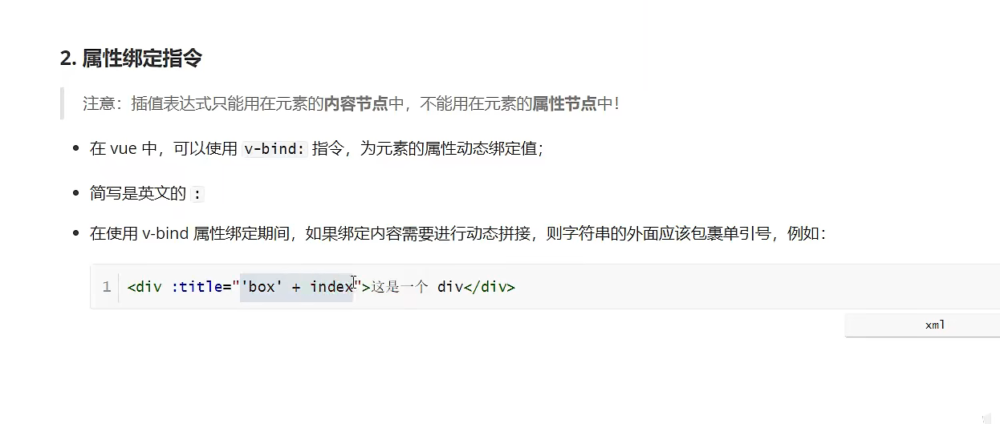 2. 属性绑定指令
注意：插值表达式只能用在元素的内容节点中，不能用在元素的属性节点中！
在 vue 中，可以使用 v-bind: 指令，为元素的属性动态绑定值；
简写是英文的 :
在使用 v-bind 属性绑定期间，如果绑定内容需要进行动态拼接，则字符串的外面应该包裹单引号，例如：
1 <div :title="'box' + index">这是一个 div</div>
xml